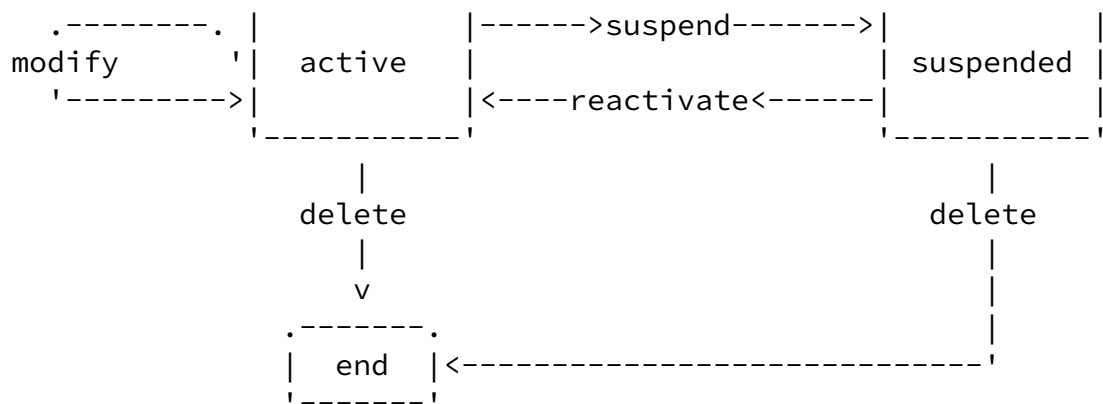 suspend
modify active suspended
reactivate
delete delete
v
end